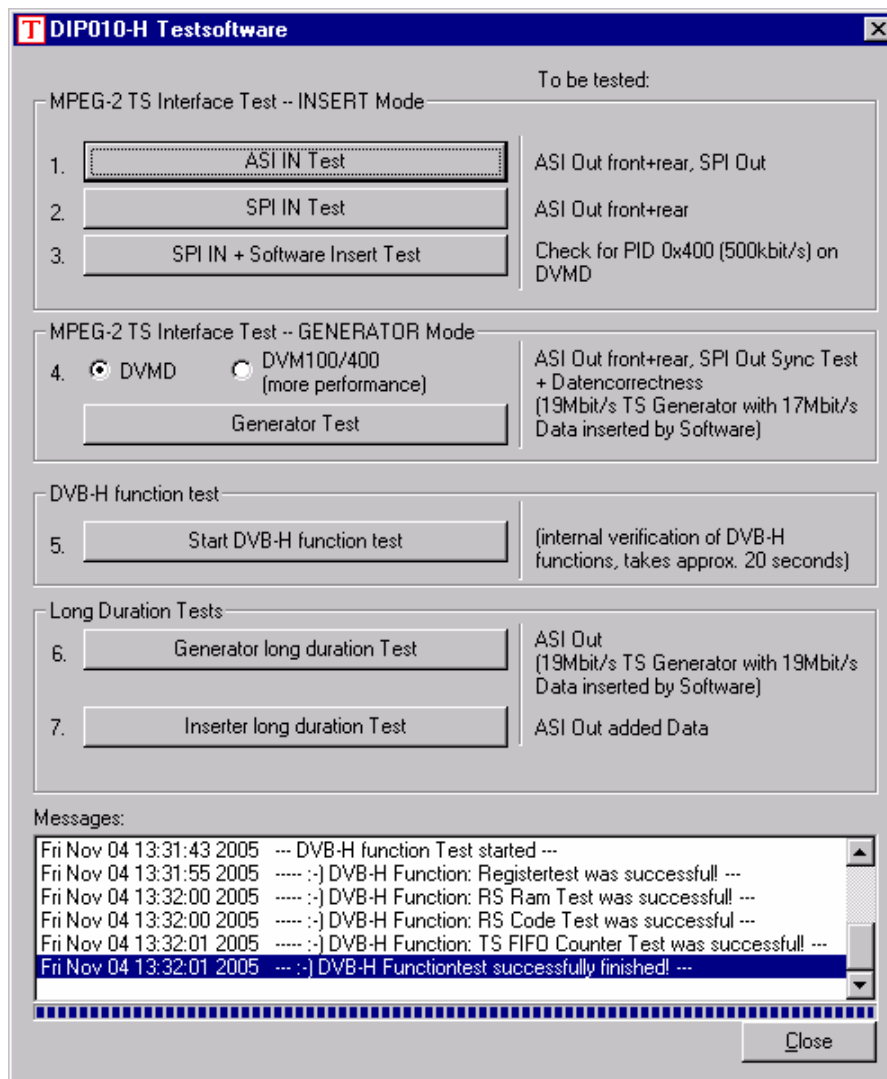 T DIP010-H Testsoftware
To be tested:
MPEG-2 TS Interface Test -- INSERT Mode
1. ASI IN Test
ASI Out front+rear, SPI Out
2. SPI IN Test
ASI Out front+rear
3. SPI IN + Software Insert Test
Check for PID 0x400 (500kbit/s) on
DVMD
MPEG-2 TS Interface Test -- GENERATOR Mode
4. DVMD
DVM100/400
(more performance)
Generator Test
ASI Out front+rear, SPI Out Sync Test
+ Datencorrectness
(19Mbit/s TS Generator with 17Mbit/s
Data inserted by Software)
DVB-H function test
5. Start DVB-H function test
(internal verification of DVB-H
functions, takes approx. 20 seconds)
Long Duration Tests
6. Generator long duration Test
ASI Out
(19Mbit/s TS Generator with 19Mbit/s
Data inserted by Software)
7. Inserter long duration Test
ASI Out added Data
Messages:
Fri Nov 04 13:31:43 2005 --- DVB-H function Test started ---
Fri Nov 04 13:31:55 2005 ----- :-) DVB-H Function: Registertest was successful! ---
Fri Nov 04 13:32:00 2005 ----- :-) DVB-H Function: RS Ram Test was successful! ---
Fri Nov 04 13:32:00 2005 ----- :-) DVB-H Function: RS Code Test was successful ---
Fri Nov 04 13:32:01 2005 ----- :-) DVB-H Function: TS FIFO Counter Test was successful! ---
Fri Nov 04 13:32:01 2005 --- :-) DVB-H Functiontest successfully finished! ---
Close